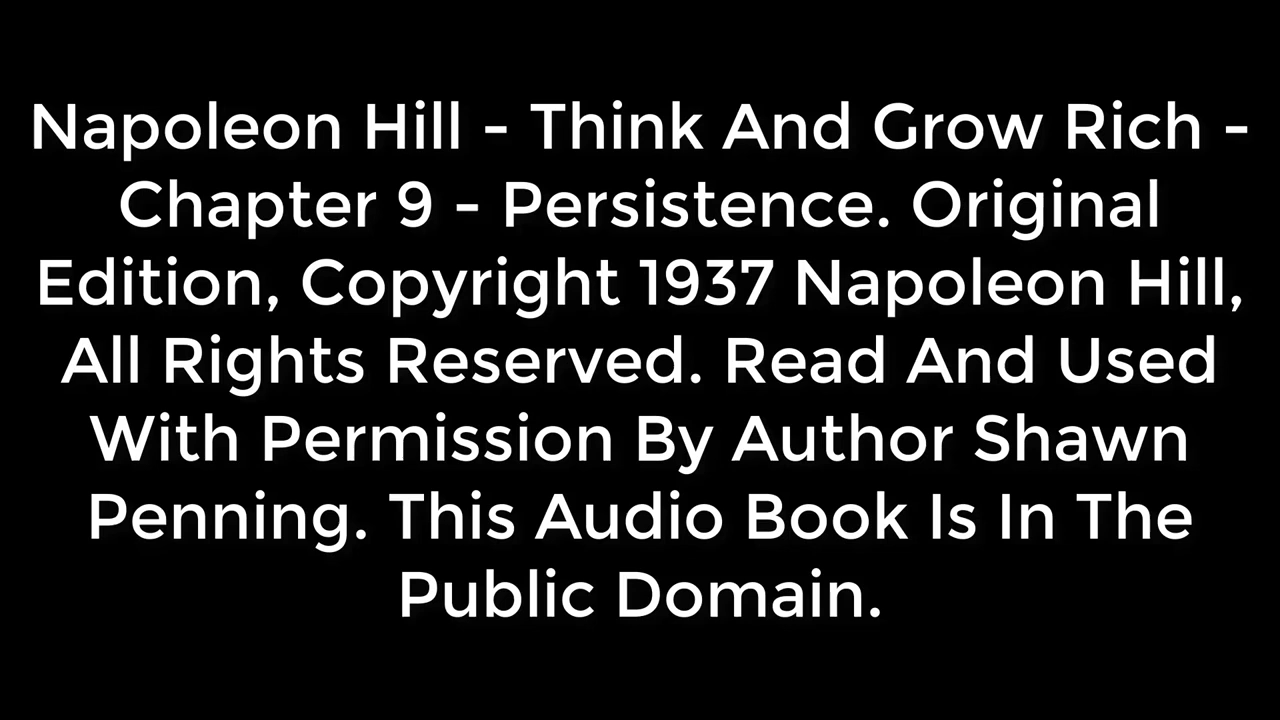 Napoleon Hill - Think And Grow Rich -
Chapter 9 - Persistence. Original
Edition, Copyright 1937 Napoleon Hill,
All Rights Reserved. Read And Used
With Permission By Author Shawn
Penning. This Audio Book Is In The
Public Domain.